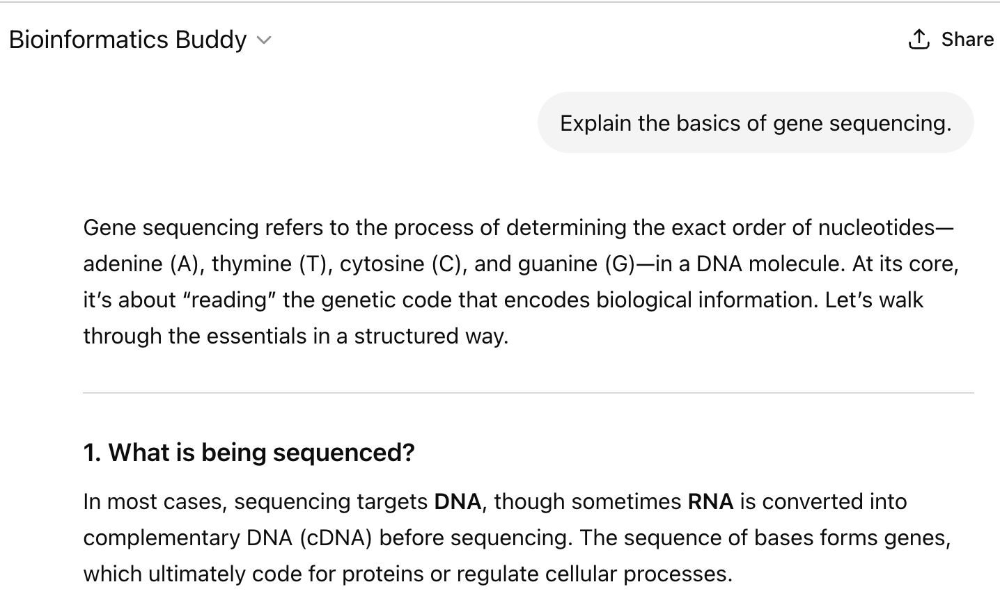 Bioinformatics Buddy
Share
Explain the basics of gene sequencing.
Gene sequencing refers to the process of determining the exact order of nucleotides—
adenine (A), thymine (T), cytosine (C), and guanine (G)—in a DNA molecule. At its core,
it’s about “reading” the genetic code that encodes biological information. Let’s walk
through the essentials in a structured way.
1. What is being sequenced?
In most cases, sequencing targets DNA, though sometimes RNA is converted into
complementary DNA (cDNA) before sequencing. The sequence of bases forms genes,
which ultimately code for proteins or regulate cellular processes.